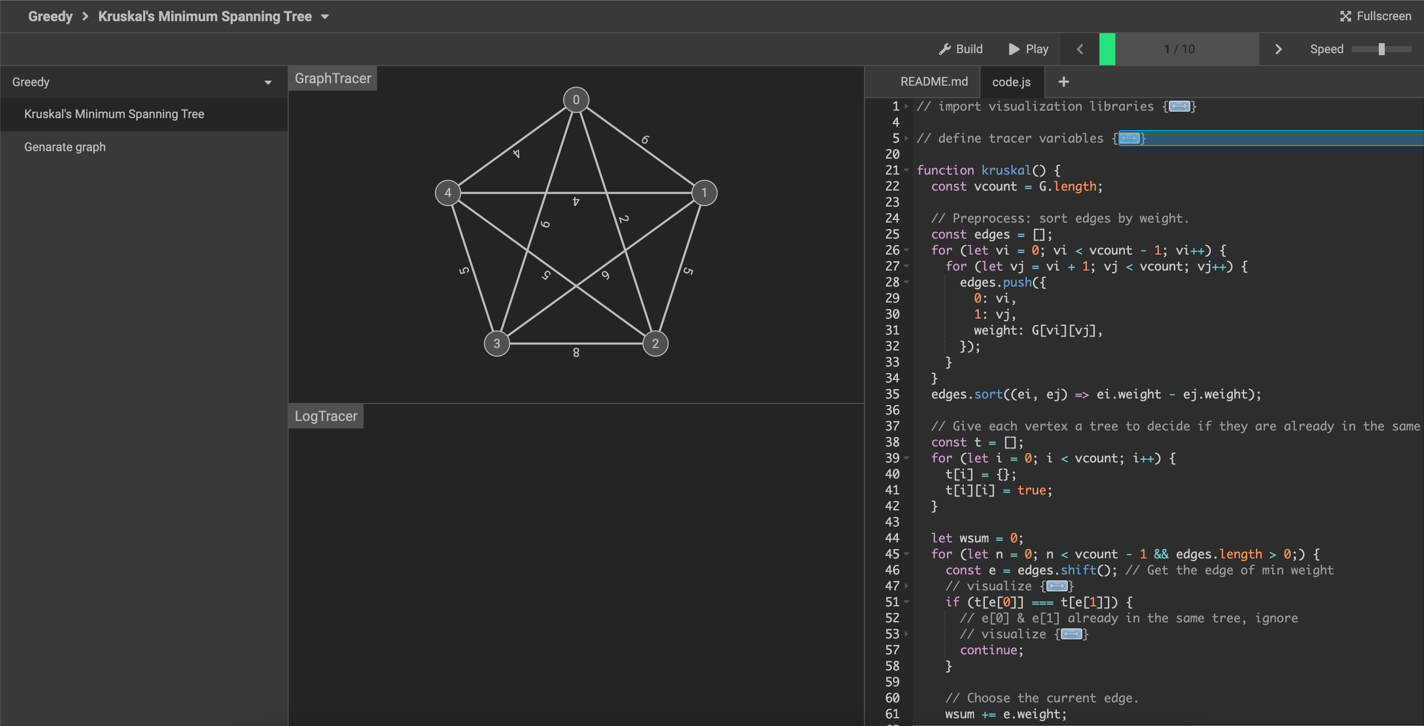 Greedy > Kruskal's Minimum Spanning Tree
Fullscreen
Build
Play
1 / 10
Speed
Greedy
Kruskal's Minimum Spanning Tree
Genarate graph
GraphTracer
0
4
4
1
4
2
5
5
5
3
2
8
LogTracer
README.md
code.js
+
1 // import visualization libraries {}
4
5 // define tracer variables {}
20
21 function kruskal() {
22 const vcount = G.length;
23
24 // Preprocess: sort edges by weight.
25 const edges = [];
26 for (let vi = 0; vi < vcount - 1; vi++) {
27 for (let vj = vi + 1; vj < vcount; vj++) {
28 edges.push({
29 0: vi,
30 1: vj,
31 weight: G[vi][vj],
32 });
33 }
34 }
35 edges.sort((ei, ej) => ei.weight - ej.weight);
36
37 // Give each vertex a tree to decide if they are already in the same
38 const t = [];
39 for (let i = 0; i < vcount; i++) {
40 t[i] = {};
41 t[i][i] = true;
42 }
43
44 let wsum = 0;
45 for (let n = 0; n < vcount - 1 && edges.length > 0;) {
46 const e = edges.shift(); // Get the edge of min weight
47 // visualize {}
51 if (t[e[0]] === t[e[1]]) {
52 // e[0] & e[1] already in the same tree, ignore
53 // visualize {}
57 continue;
58 }
59
60 // Choose the current edge.
61 wsum += e.weight;